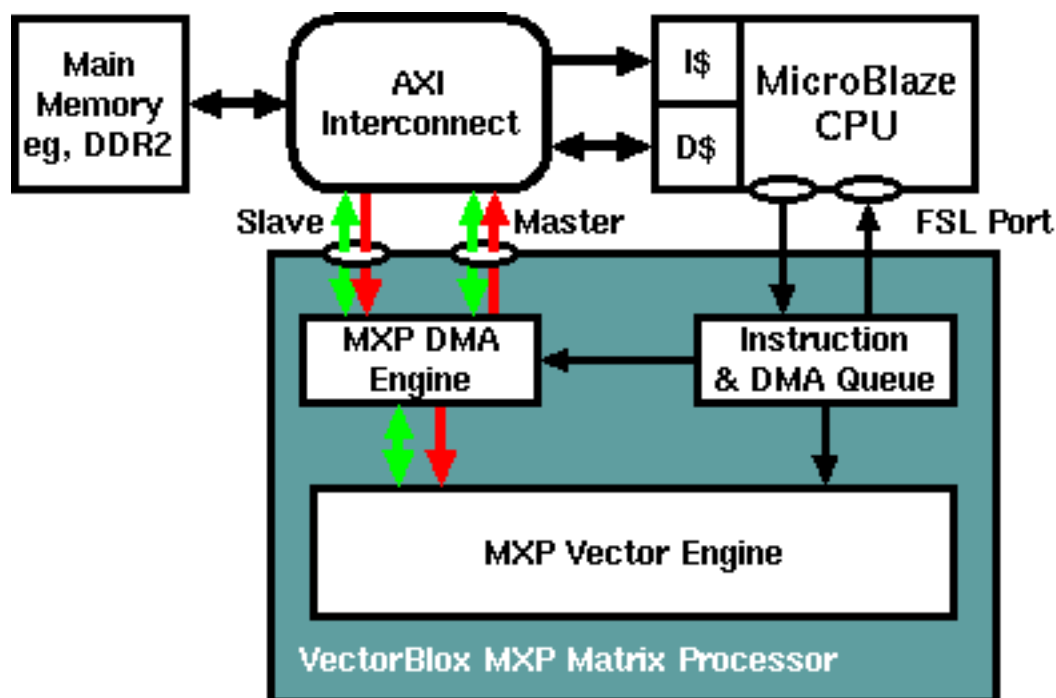 Main
Memory
eg, DDR2
AXI
Interconnect
I$
D$
MicroBlaze
CPU
Slave
Master
FSL Port
MXP DMA
Engine
Instruction
& DMA Queue
MXP Vector Engine
VectorBlox MXP Matrix Processor